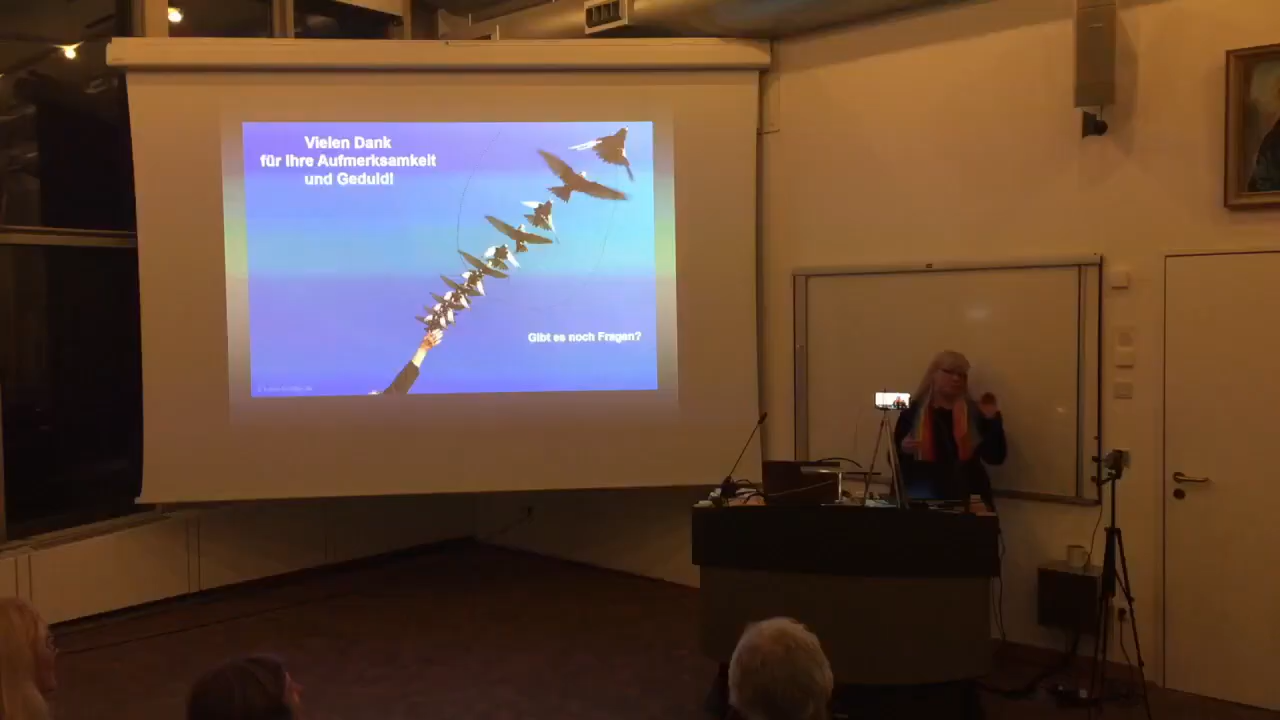 Vielen Dank
für Ihre Aufmerksamkeit
und Geduld!
Gibt es noch Fragen?